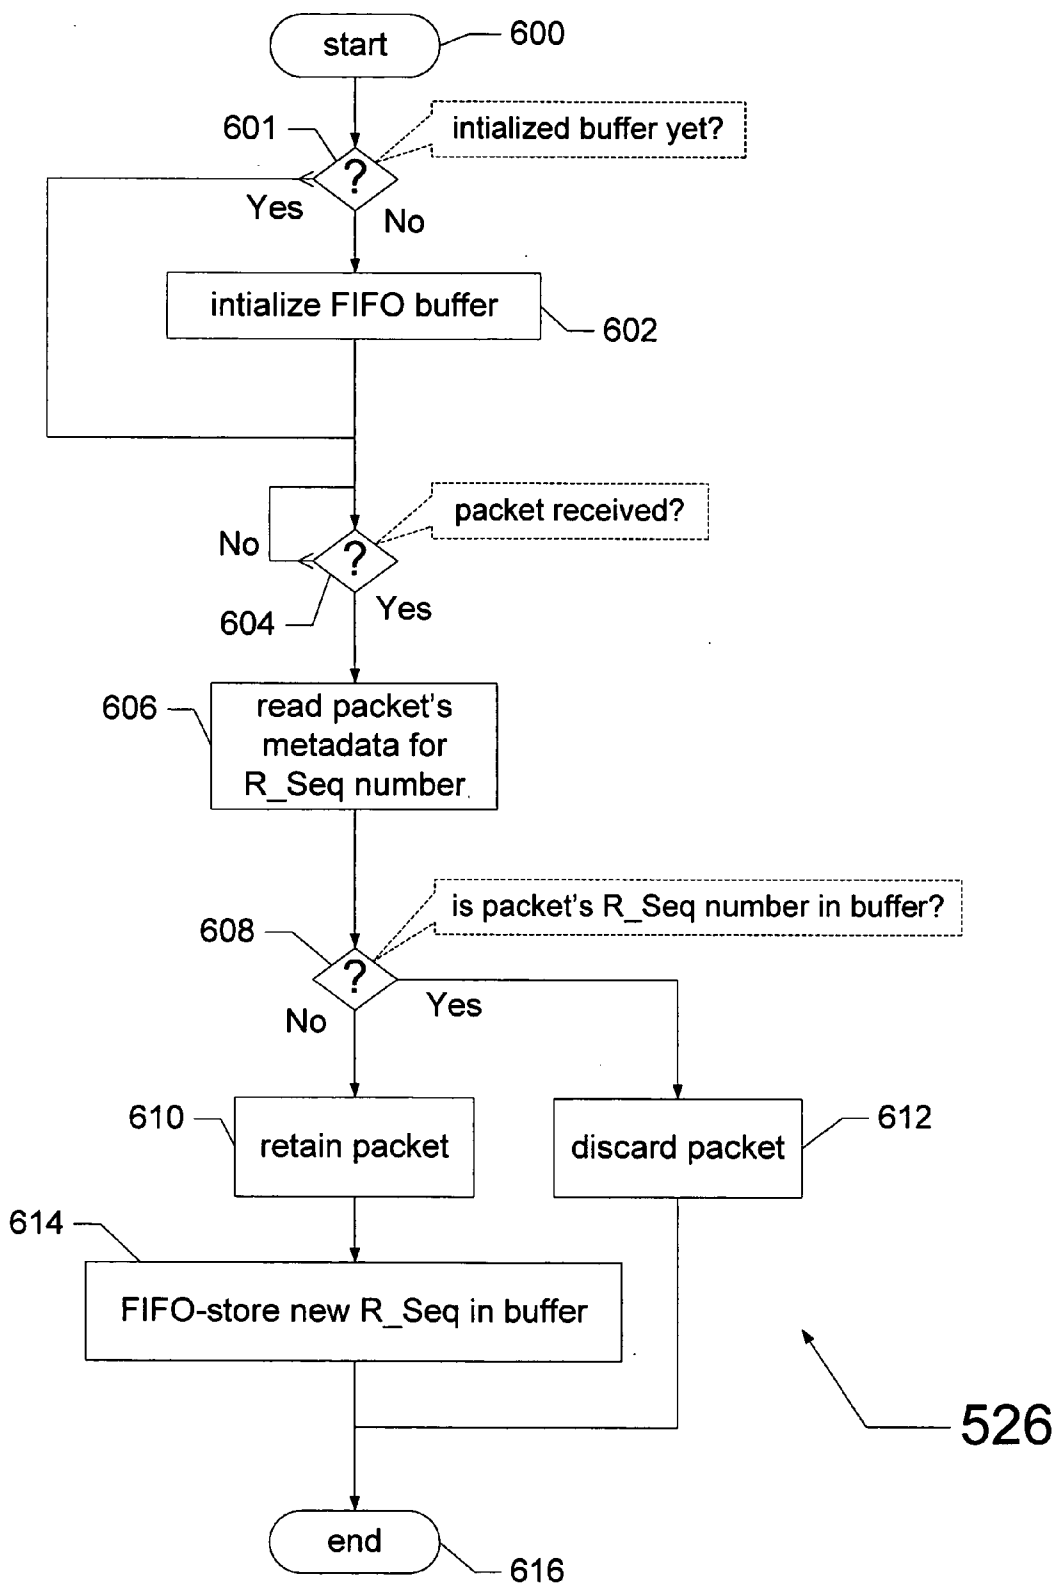 start
600
601
intialized buffer yet?
?
Yes
No
intialize FIFO buffer
602
packet received?
No
?
604
Yes
606
read packet's
metadata for
R_Seq number
is packet's R_Seq number in buffer?
608
?
No
Yes
610
retain packet
discard packet
612
614
FIFO-store new R_Seq in buffer
526
end
616